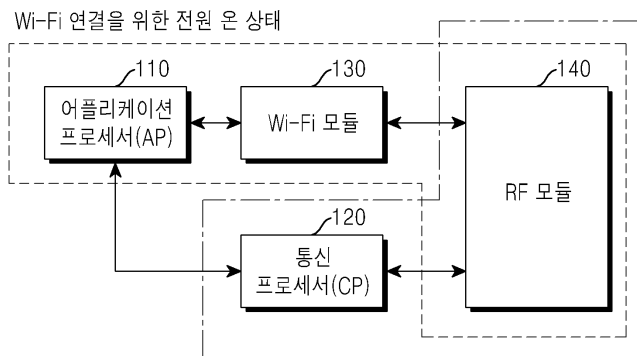 Wi-Fi 연결을 위한 전원 온 상태
110
130
140
어플리케이션
프로세서(AP)
Wi-Fi 모듈
RF 모듈
120
통신
프로세서(CP)